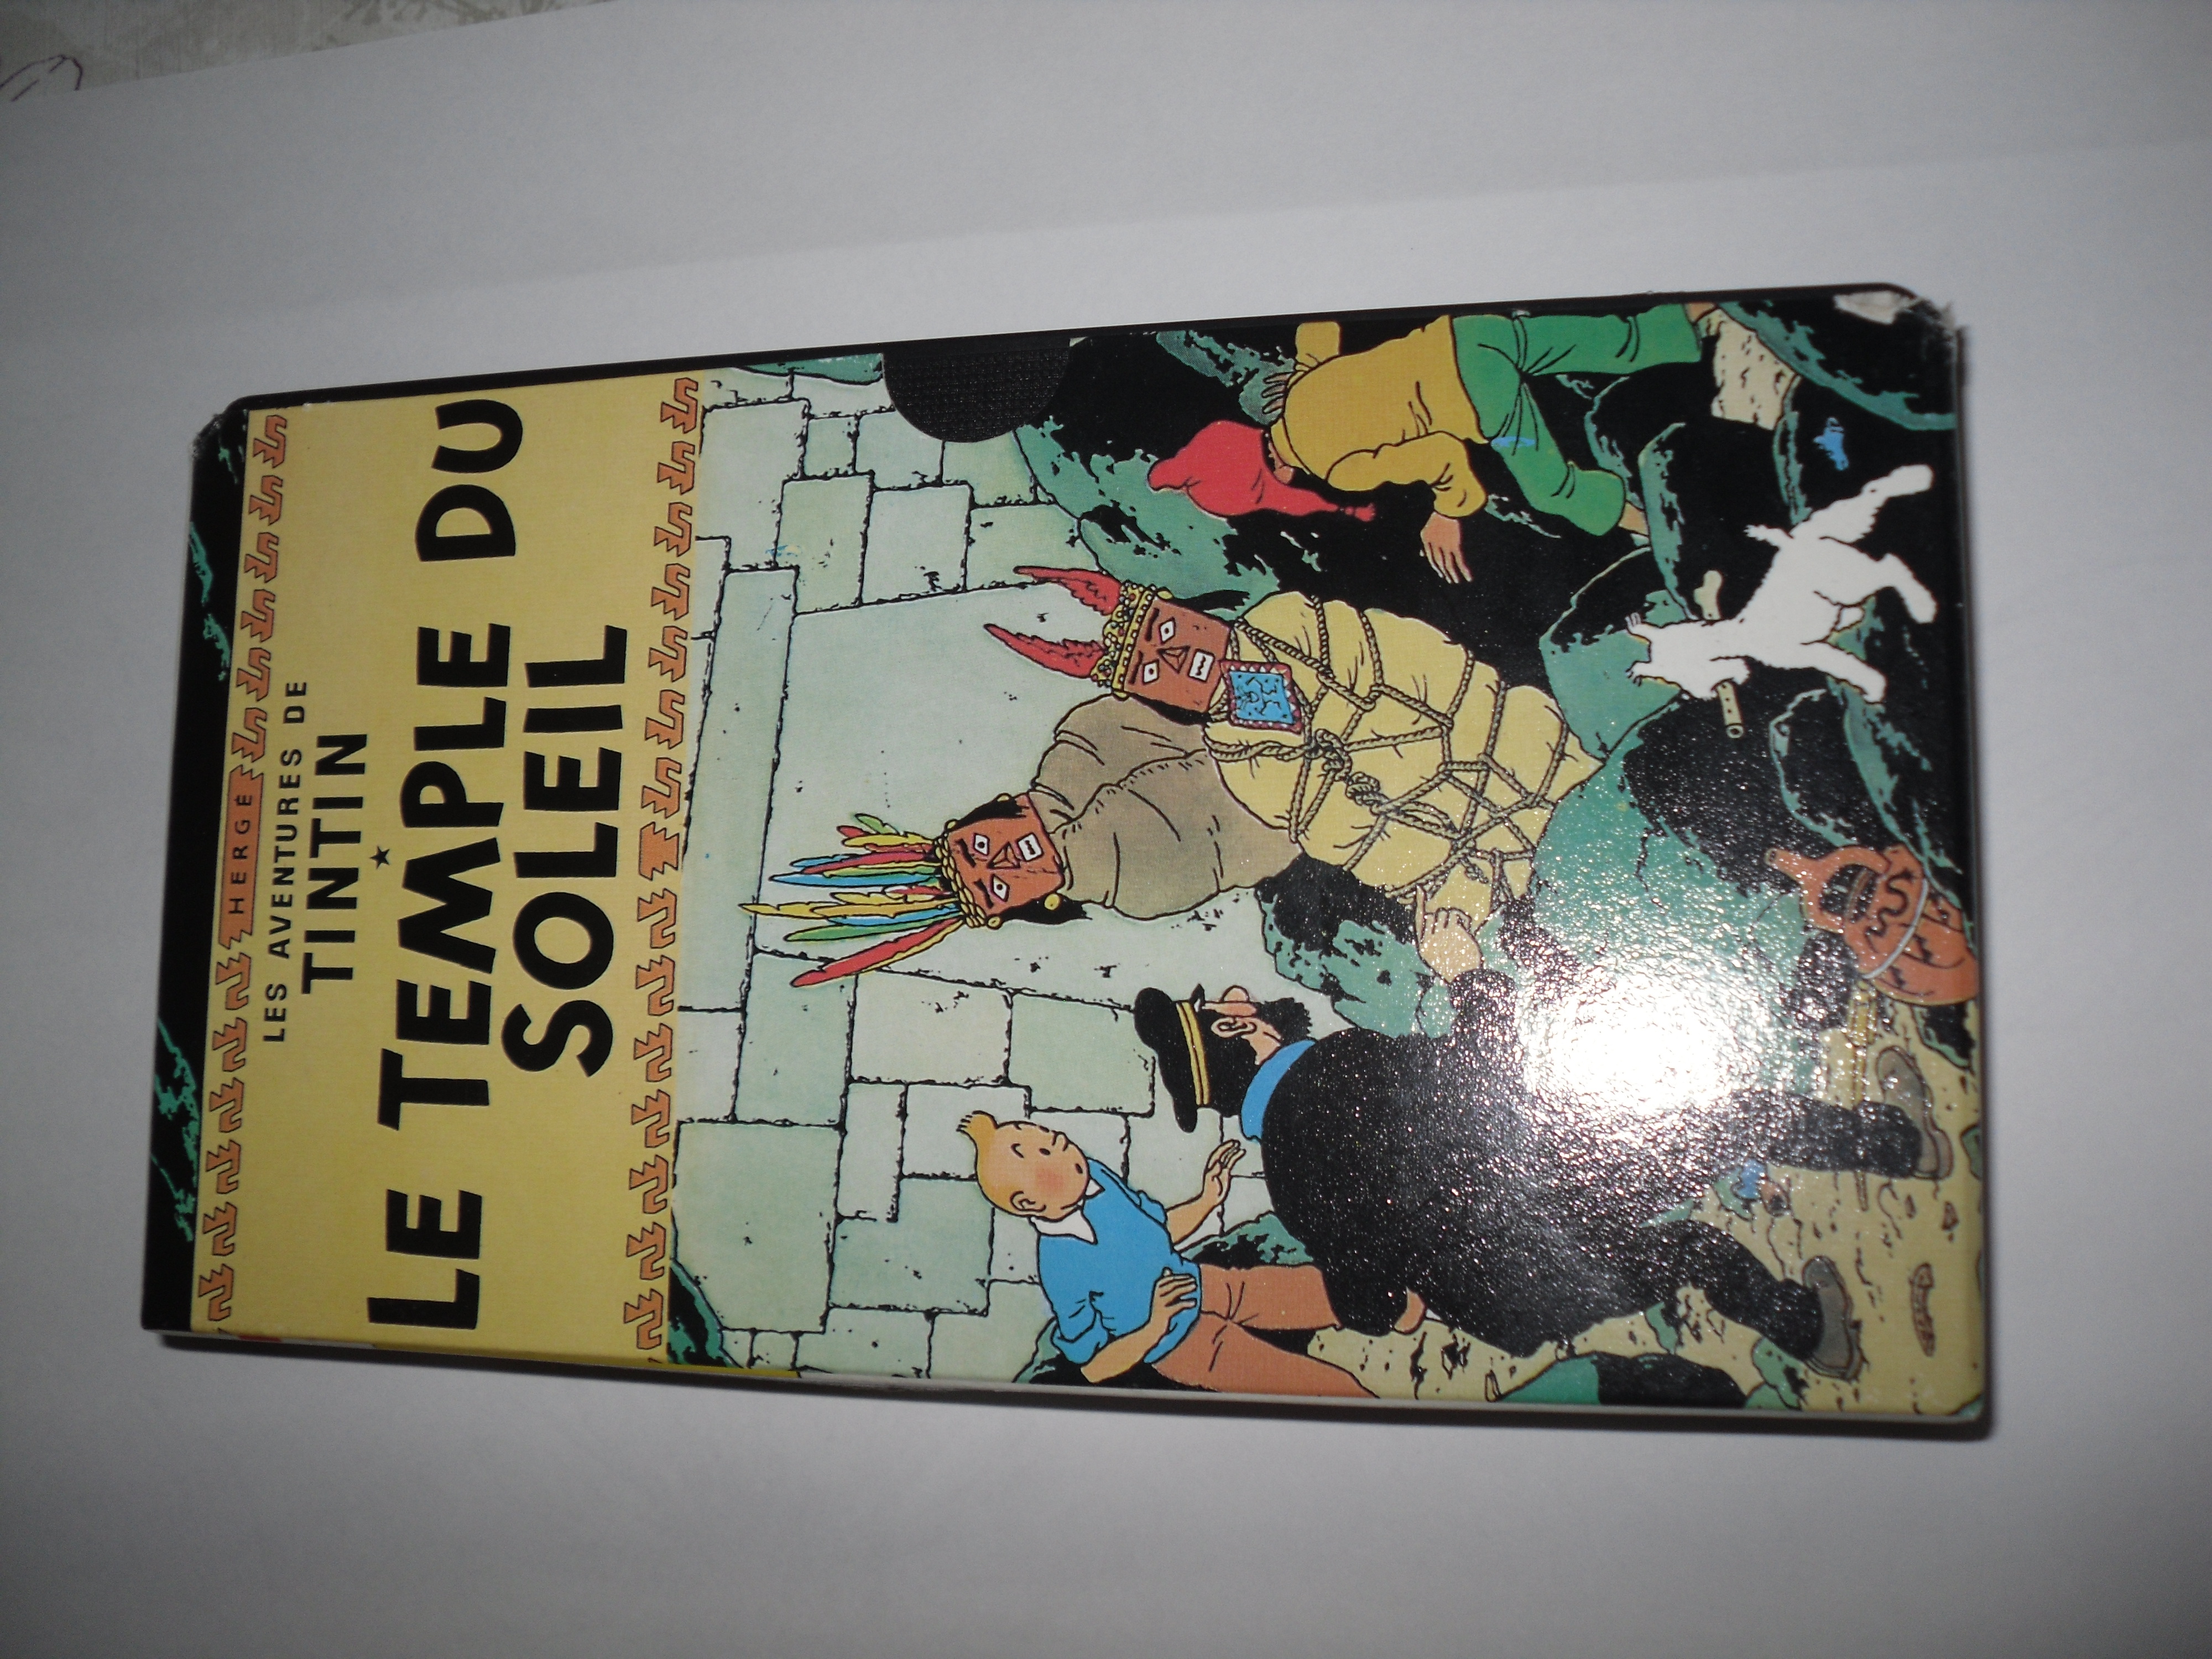 HERGÉ
LES AVENTURES DE
TINTIN
LE TEMPLE DU
SOLEIL